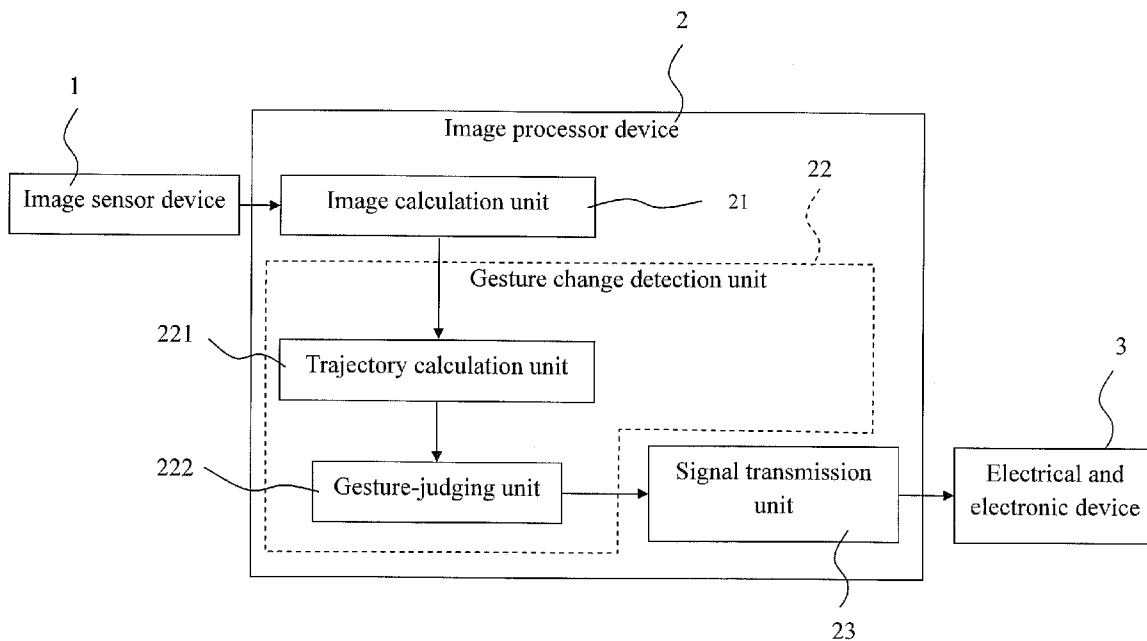 2
1
Image processor device
22
Image sensor device
Image calculation unit
21
Gesture change detection unit
221
Trajectory calculation unit
3
222
Gesture-judging unit
Signal transmission
unit
Electrical and
electronic device
23